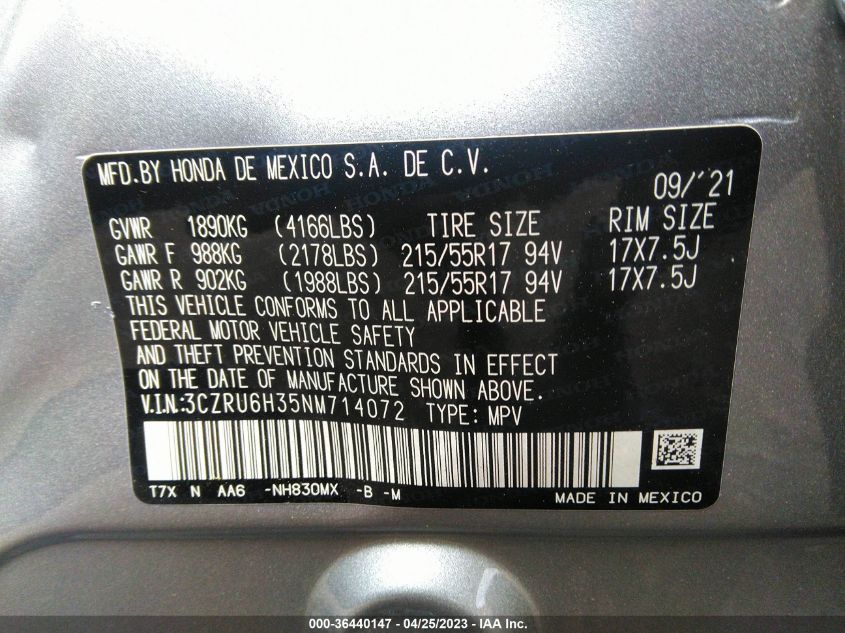 MFD.BY HONDA DE MEXICO S.A. DE C.V.
09/'21
GVWR 1890KG (4166LBS) TIRE SIZE RIM SIZE
GAWR F 988KG (2178LBS) 215/55R17 94V 17X7.5J
GAWR R 902KG (1988LBS) 215/55R17 94V 17X7.5J
THIS VEHICLE CONFORMS TO ALL APPLICABLE
FEDERAL MOTOR VEHICLE SAFETY
AND THEFT PREVENTION STANDARDS IN EFFECT
ON THE DATE OF MANUFACTURE SHOWN ABOVE.
V.I.N.:3CZRU6H35NM714072 TYPE: MPV
T7X N AA6 -NH830MX -B -M MADE IN MEXICO
000-36440147 - 04/25/2023 - IAA Inc.